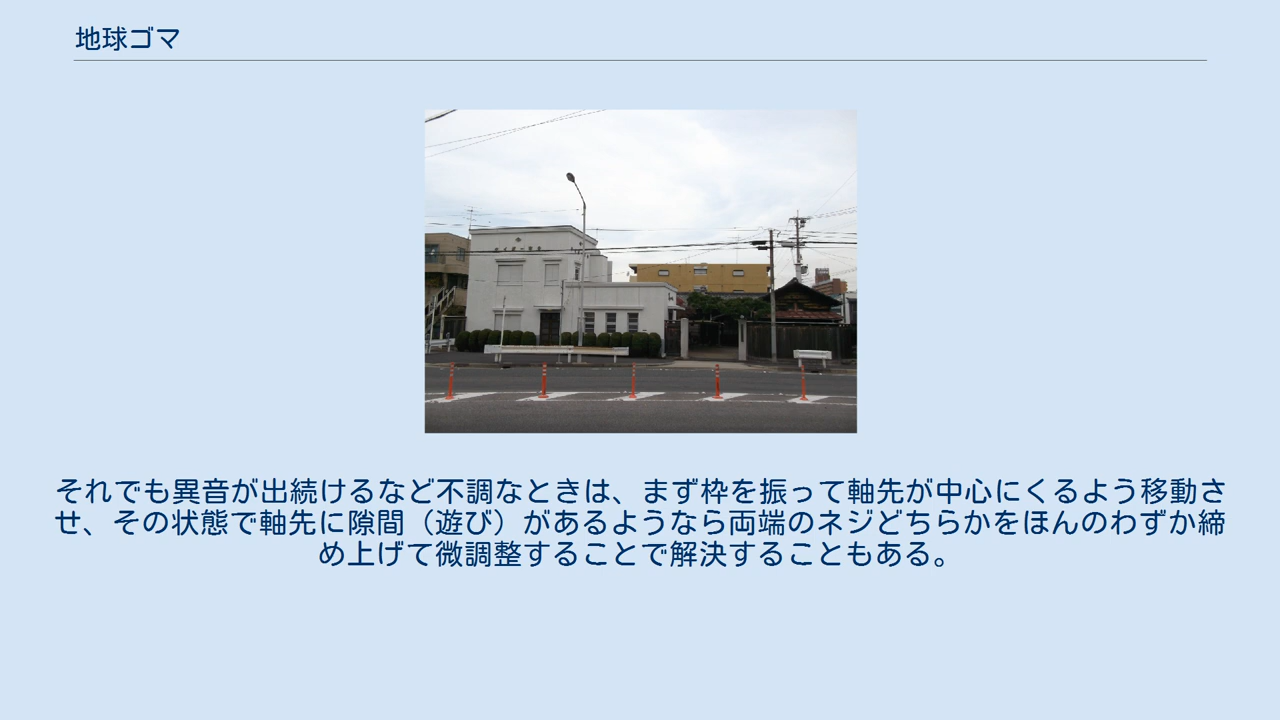 地球ゴマ
それでも異音が出続けるなど不調なときは、まず枠を振って軸先が中心にくるよう移動さ
せ、その状態で軸先に隙間（遊び）があるようなら両端のネジどちらかをほんのわずか締
め上げて微調整することで解決することもある。